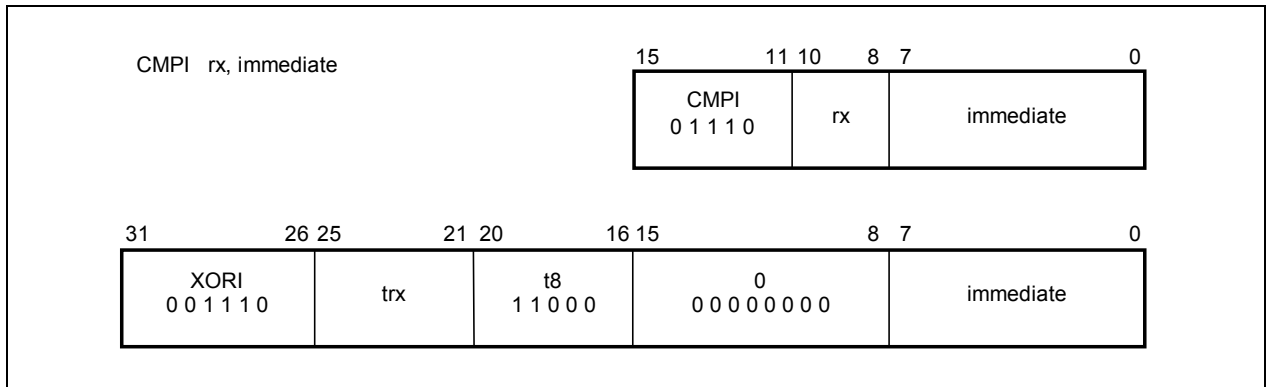 CMPI rx, immediate
15 11 10 8 7 0
CMPI rx immediate
0 1 1 1 0
31 26 25 21 20 16 15 8 7 0
XORI trx t8 0 immediate
0 0 1 1 1 0 1 1 0 0 0 0 0 0 0 0 0 0 0